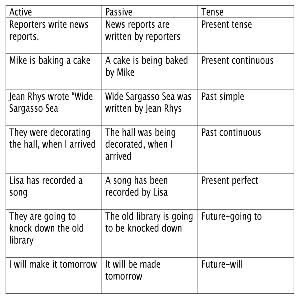 Active Passive Tense
Reporters write news News reports are Present tense
reports. written by reporters
Mike is baking a cake A cake is being baked Present continuous
by Mike
Jean Rhys wrote "Wide Wide Sargasso Sea was Past simple
Sargasso Sea written by Jean Rhys
They were decorating The hall was being Past continuous
the hall, when I arrived decorated, when I
arrived
Lisa has recorded a A song has been Present perfect
song recorded by Lisa
They are going to The old library is going Future-going to
knock down the old to be knocked down
library
I will make it tomorrow It will be made Future-will
tomorrow